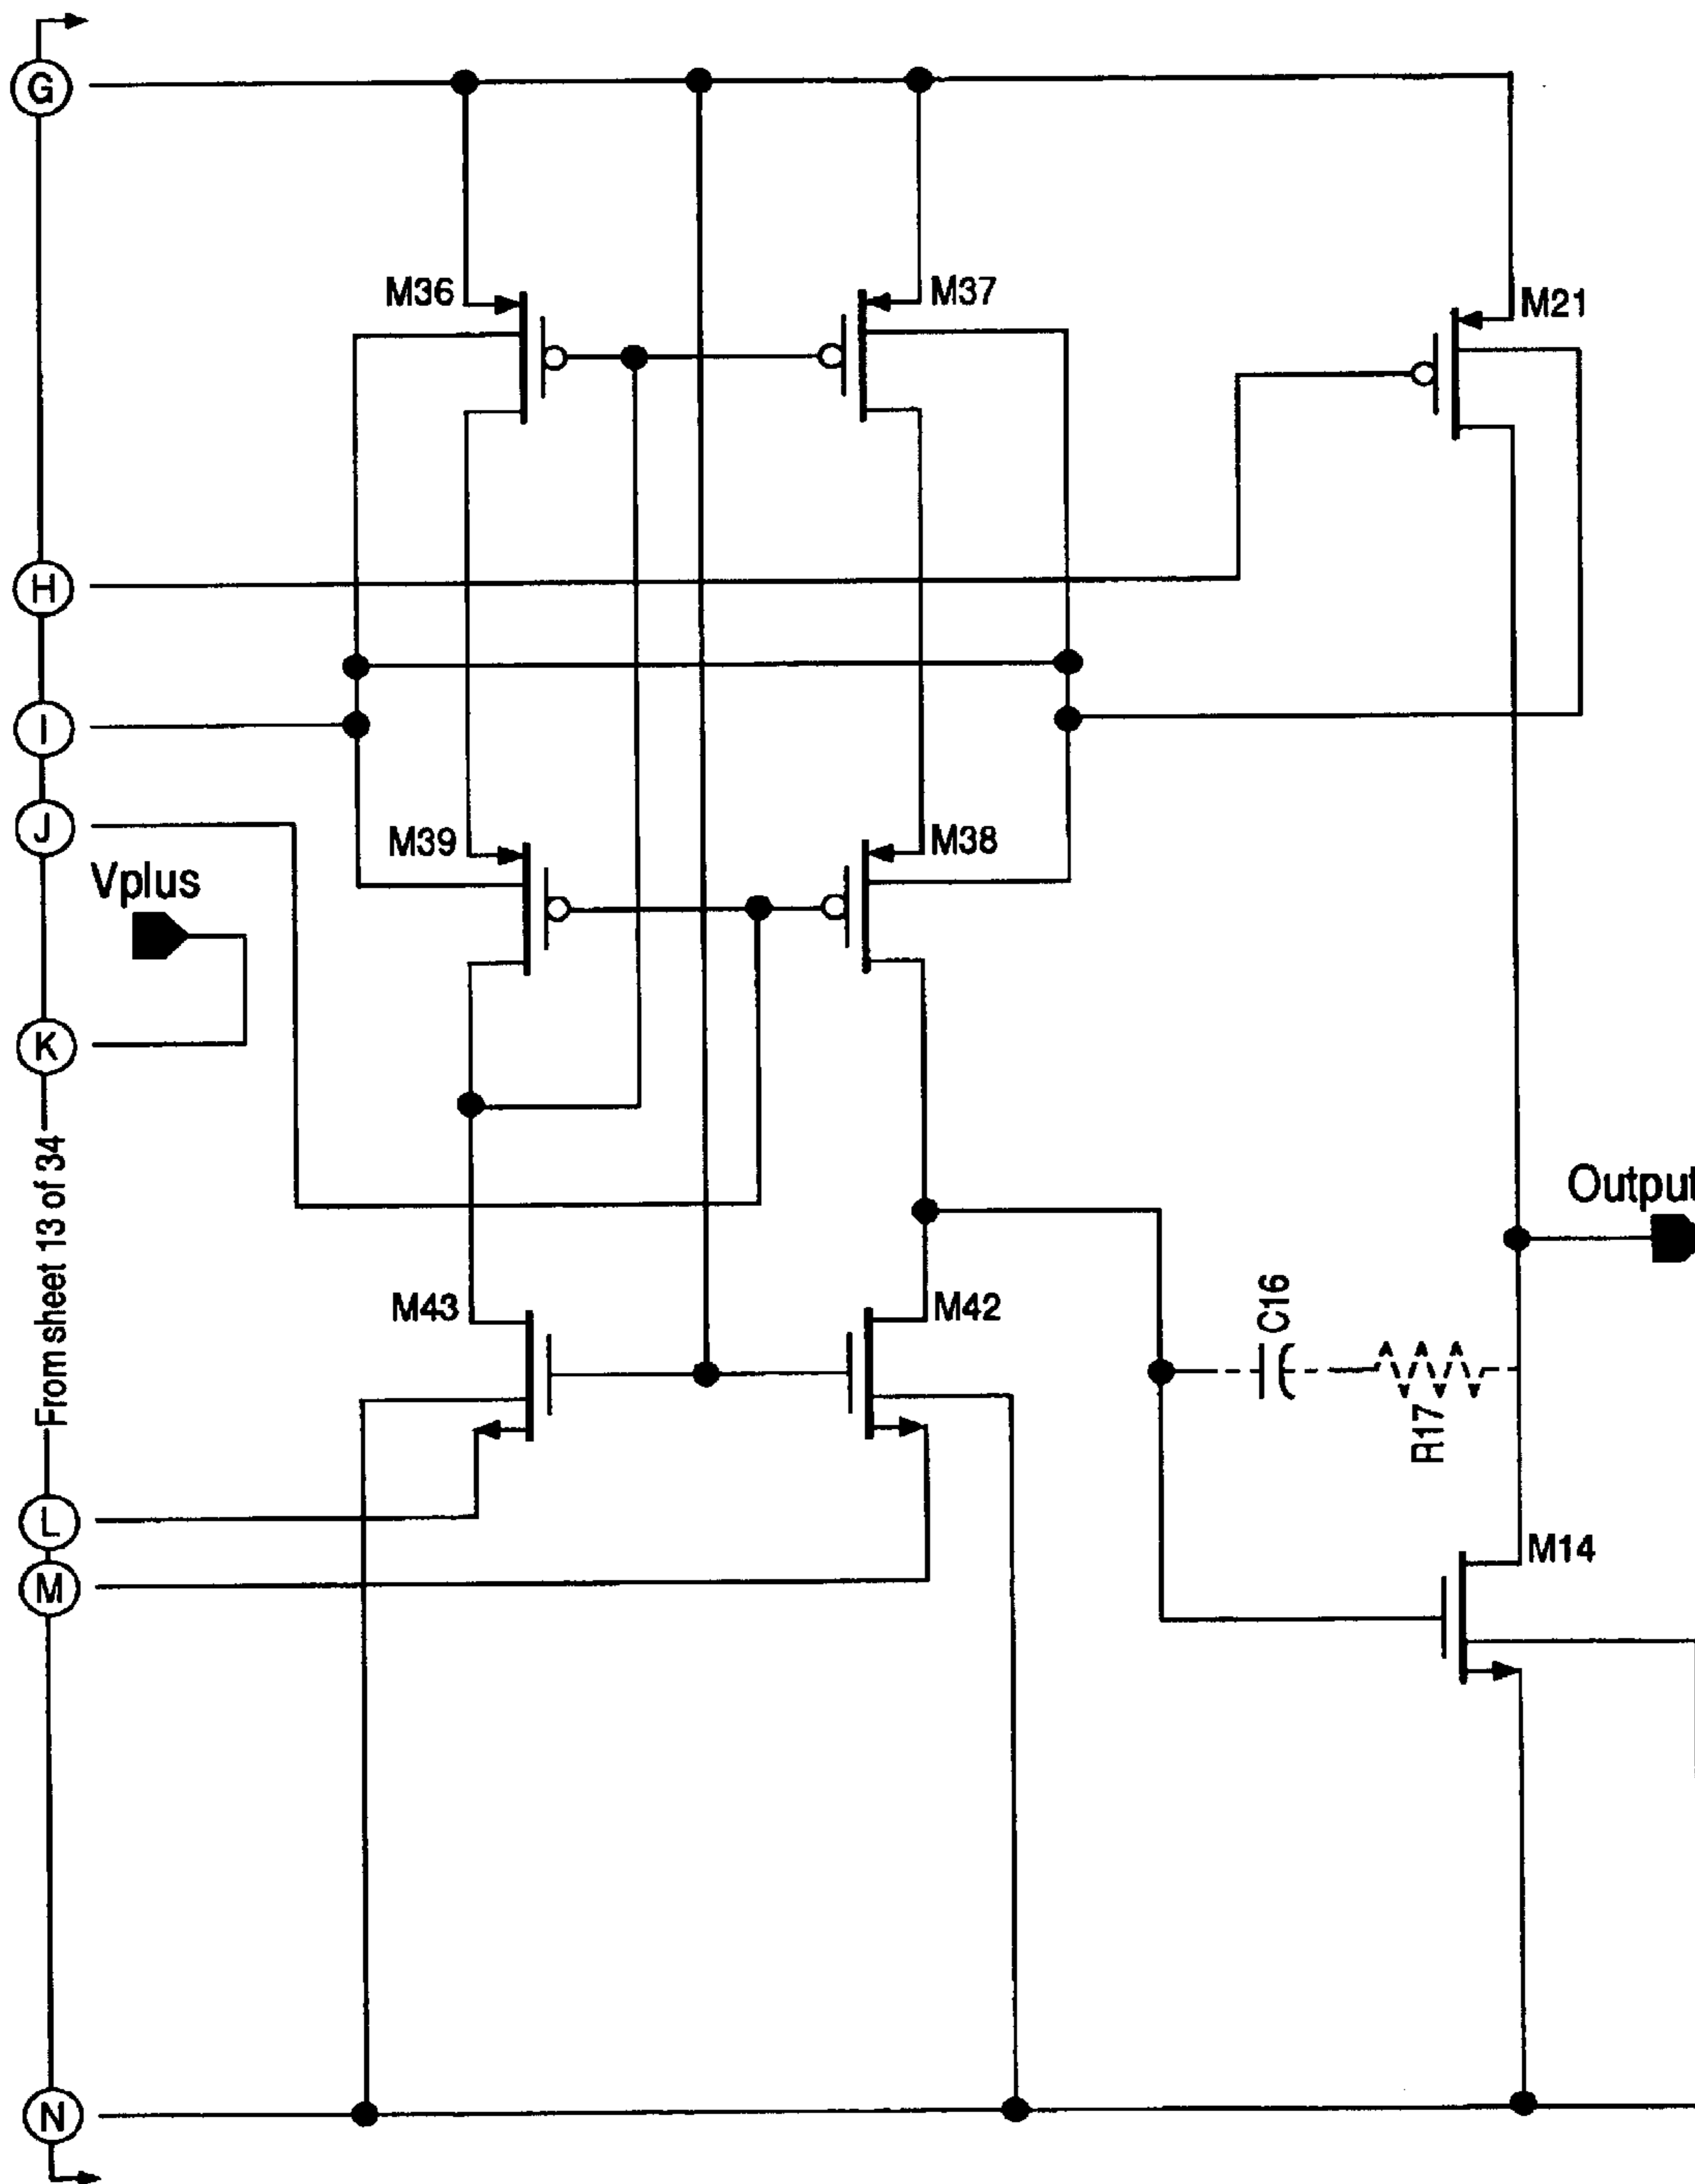 G
M36
M37
M21
H
I
J
M39
M38
Vplus
K
From sheet 13 of 34
Output
M43
M42
C16
R17
L
M
M14
N